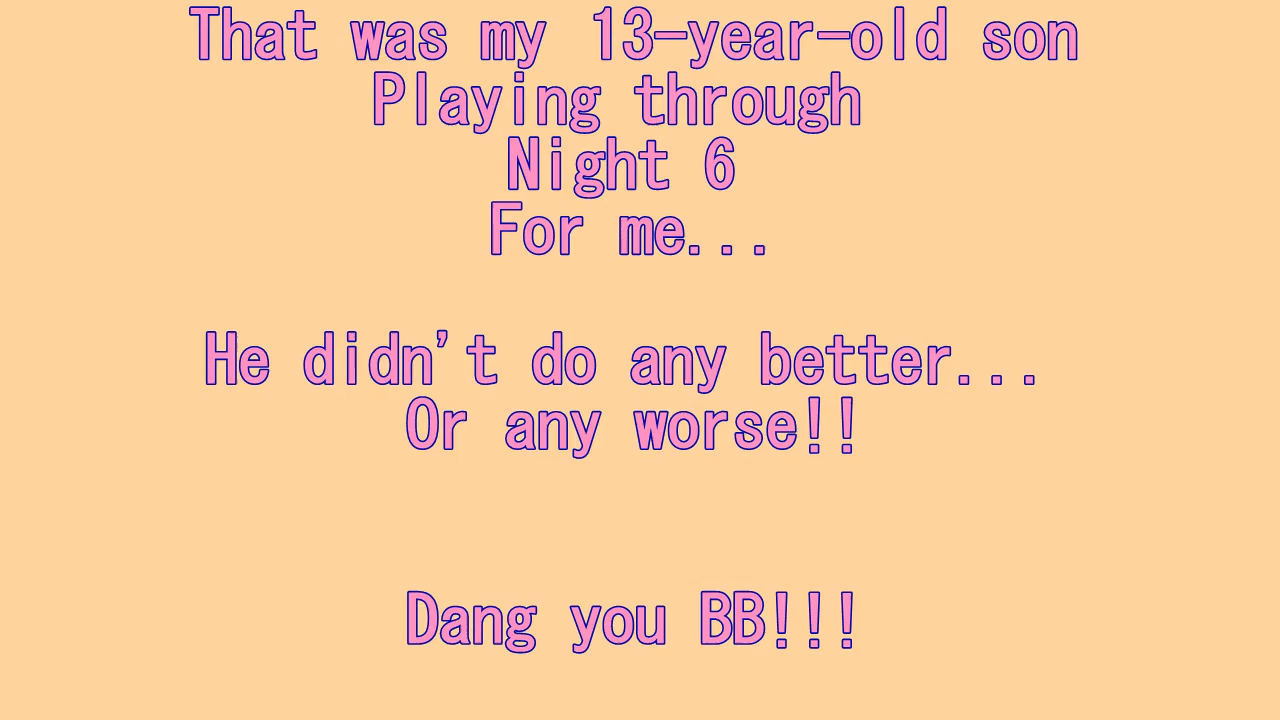 That was my 13-year-old son
Playing through
Night 6
For me...
He didn't do any better...
Or any worse!!
Dang you BB!!!